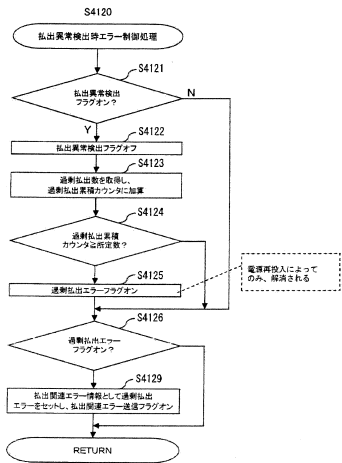 S4120
払出異常検出時エラー制御処理
S4121
払出異常検出
フラグオン?
N
Y
S4122
払出異常検出フラグオフ
S4123
過剰払出数を取得し、
過剰払出累積カウンタに加算
S4124
過剰払出累積
カウンタ≧所定数?
S4125
過剰払出エラーフラグオン
電源再投入によって
のみ、解消される
S4126
過剰払出エラー
フラグオン?
S4129
払出関連エラー情報として過剰払出
エラーをセットし、払出関連エラー送信フラグオン
RETURN